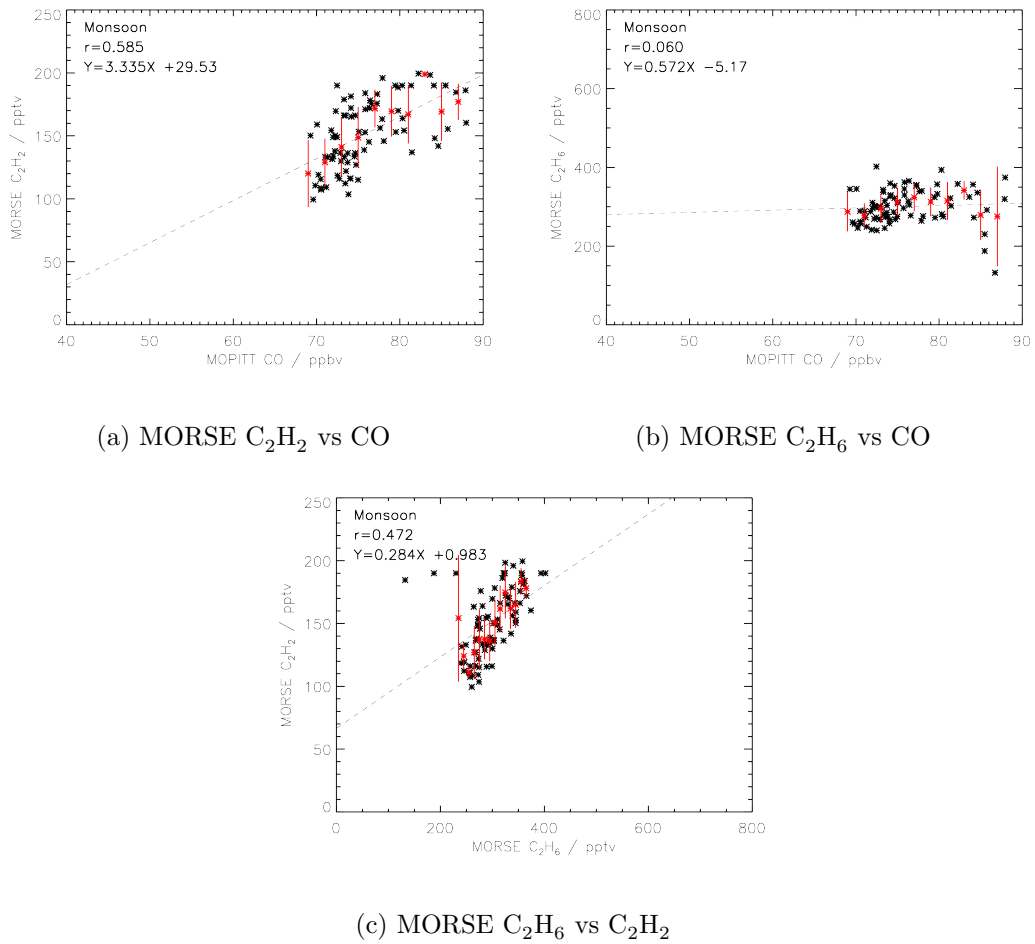 250
200
150
100
50
0
MORSE C₂H₂ / pptv
Monsoon
r=0.585
Y=3.335X +29.53
40 50 60 70 80 90
MOPITT CO / ppbv
(a) MORSE C₂H₂ vs CO
800
600
400
200
0
MORSE C₂H₆ / pptv
Monsoon
r=0.060
Y=0.572X −5.17
40 50 60 70 80 90
MOPITT CO / ppbv
(b) MORSE C₂H₆ vs CO
250
200
150
100
50
0
MORSE C₂H₂ / pptv
Monsoon
r=0.472
Y=0.284X +0.983
0 200 400 600 800
MORSE C₂H₆ / pptv
(c) MORSE C₂H₆ vs C₂H₂